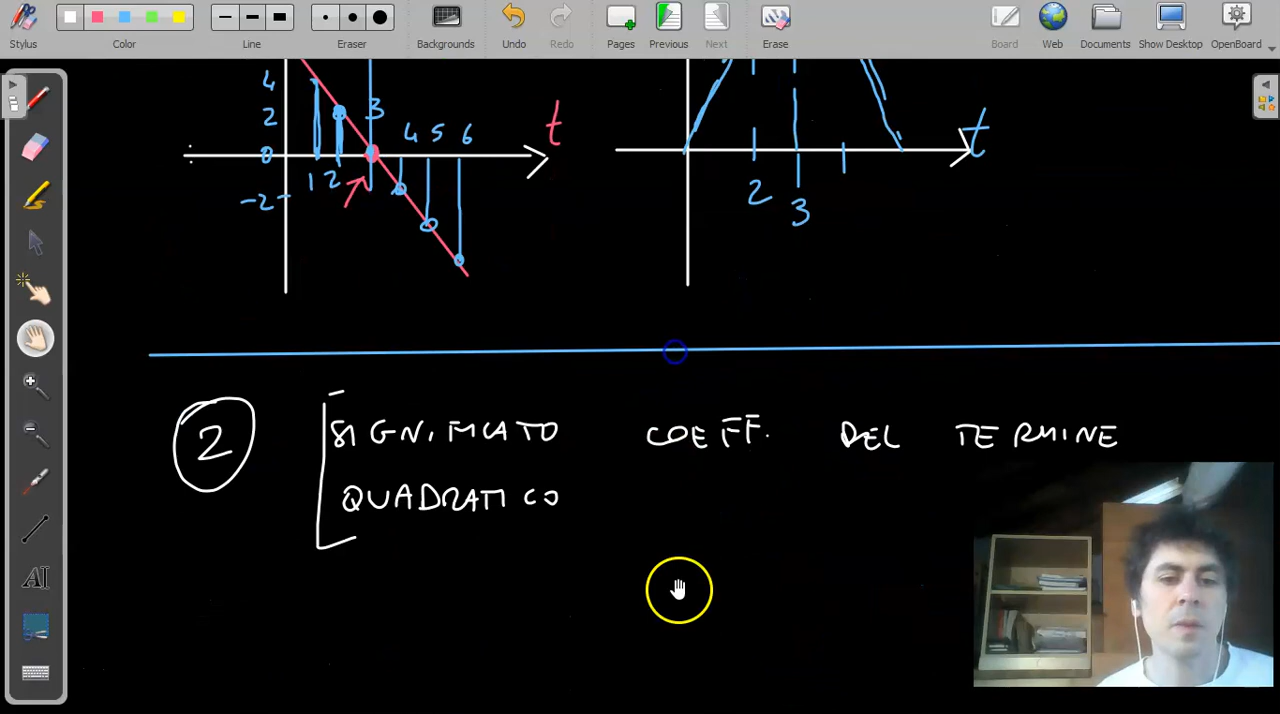 Stylus Color Line Eraser Backgrounds Undo Redo Pages Previous Next Erase Board Web Documents Show Desktop OpenBoard
4
2
0
-2
1 2 3 4 5 6
t
2 3
t
2
SIGNIFICATO COEFF. DEL TERMINE
QUADRATICO
AI